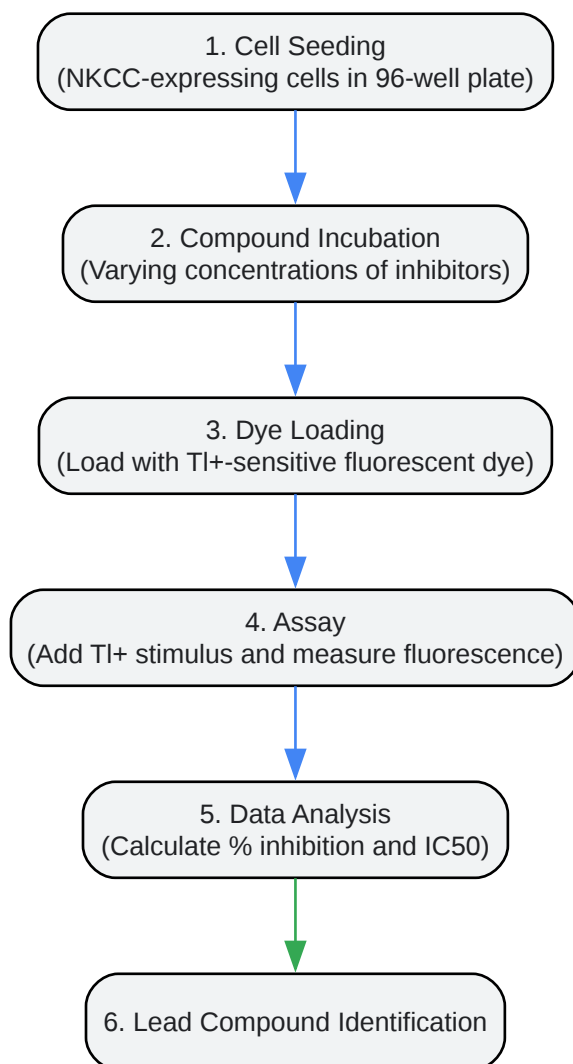 1. Cell Seeding
(NKCC-expressing cells in 96-well plate)
2. Compound Incubation
(Varying concentrations of inhibitors)
3. Dye Loading
(Load with Tl+-sensitive fluorescent dye)
4. Assay
(Add Tl+ stimulus and measure fluorescence)
5. Data Analysis
(Calculate % inhibition and IC50)
6. Lead Compound Identification